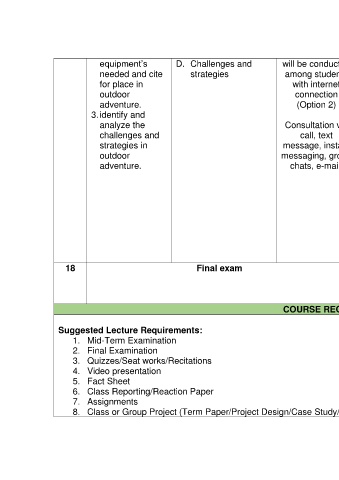 equipment's
needed and cite
for place in
outdoor
adventure.
3. identify and
analyze the
challenges and
strategies in
outdoor
adventure.
D. Challenges and
strategies
will be conduc
among studen
with internet
connection
(Option 2)
Consultation v
call, text
message, insta
messaging, gro
chats, e-mai
18 Final exam
COURSE REQ
Suggested Lecture Requirements:
1. Mid-Term Examination
2. Final Examination
3. Quizzes/Seat works/Recitations
4. Video presentation
5. Fact Sheet
6. Class Reporting/Reaction Paper
7. Assignments
8. Class or Group Project (Term Paper/Project Design/Case Study/